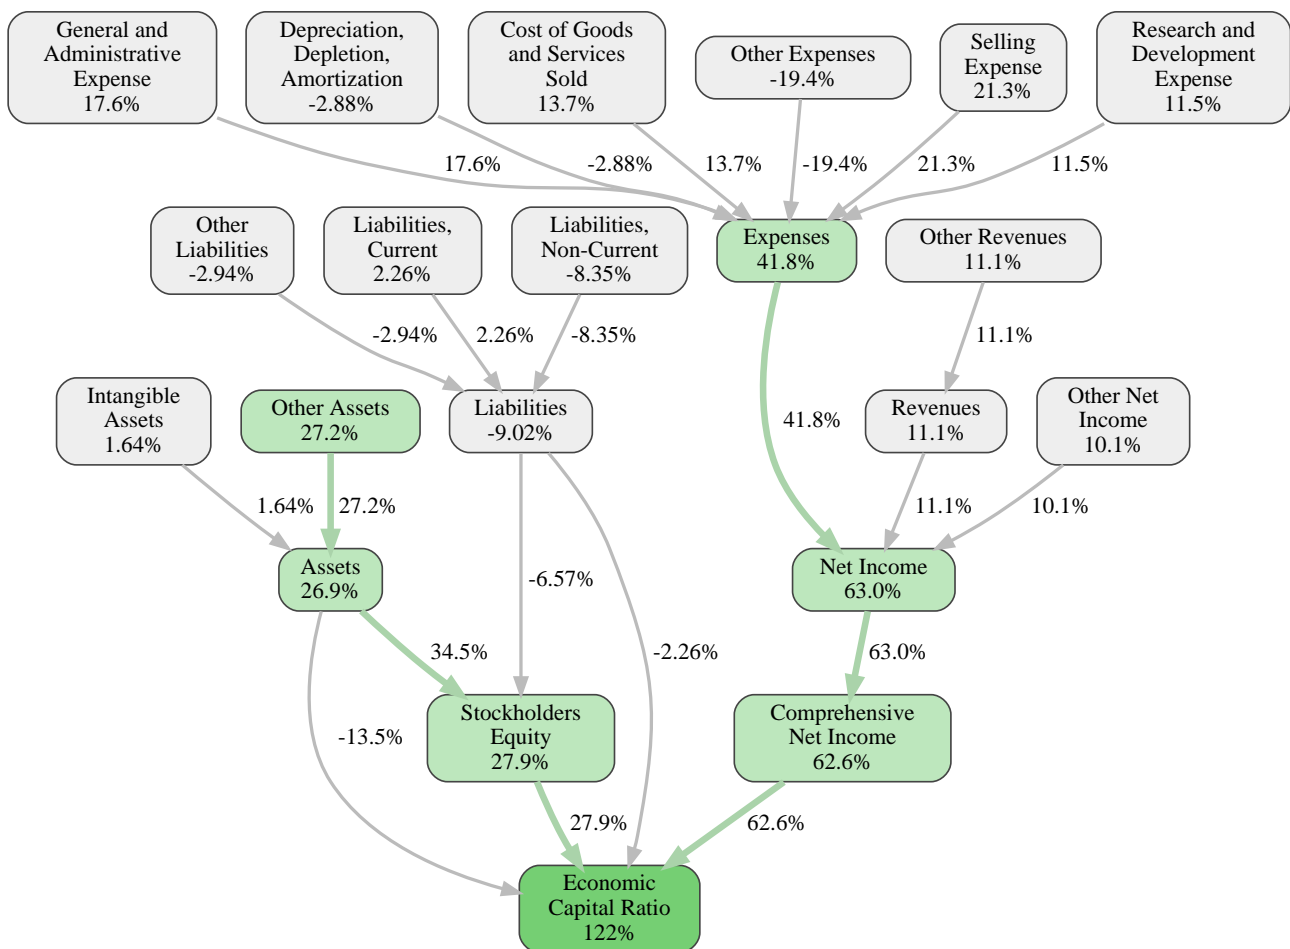 General and
Administrative
Expense
17.6%
Depreciation,
Depletion,
Amortization
-2.88%
Cost of Goods
and Services
Sold
13.7%
Other Expenses
-19.4%
Selling
Expense
21.3%
Research and
Development
Expense
11.5%
17.6%
-2.88%
13.7%
-19.4%
21.3%
11.5%
Other
Liabilities
-2.94%
Liabilities,
Current
2.26%
Liabilities,
Non-Current
-8.35%
Expenses
41.8%
Other Revenues
11.1%
-2.94%
2.26%
-8.35%
11.1%
Intangible
Assets
1.64%
Other Assets
27.2%
Liabilities
-9.02%
41.8%
Revenues
11.1%
Other Net
Income
10.1%
1.64%
27.2%
11.1%
10.1%
Assets
26.9%
-6.57%
Net Income
63.0%
34.5%
-2.26%
63.0%
-13.5%
Stockholders
Equity
27.9%
Comprehensive
Net Income
62.6%
27.9%
62.6%
Economic
Capital Ratio
122%